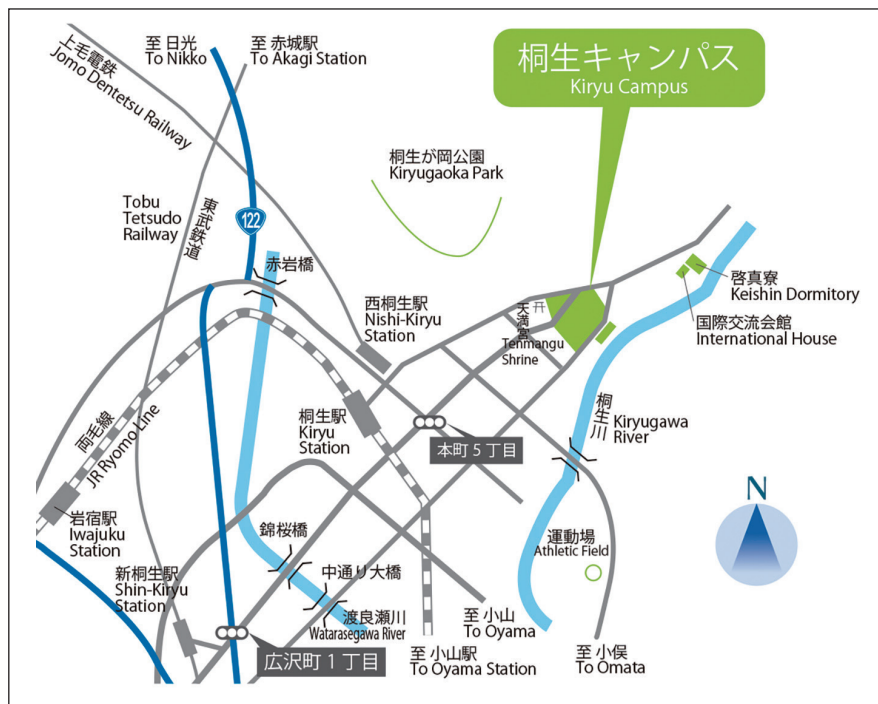 上毛電鉄
Jomo Dentetsu Railway
至 日光
To Nikko
至 赤城駅
To Akagi Station
桐生キャンパス
Kiryu Campus
桐生が岡公園
Kiryugaoka Park
Tobu
Tetsudo
Railway
東武鉄道
122
赤岩橋
西桐生駅
Nishi-Kiryu
Station
天満宮
Tenmangu
Shrine
啓真寮
Keishin Dormitory
国際交流会館
International House
両毛線
JR Ryomo Line
桐生駅
Kiryu
Station
本町5丁目
桐生川
Kiryugawa
River
N
岩宿駅
Iwajuku
Station
錦桜橋
運動場
Athletic Field
新桐生駅
Shin-Kiryu
Station
中通り大橋
渡良瀬川
Watarasegawa River
至 小山
To Oyama
広沢町1丁目
至 小山駅
To Oyama Station
至 小俣
To Omata